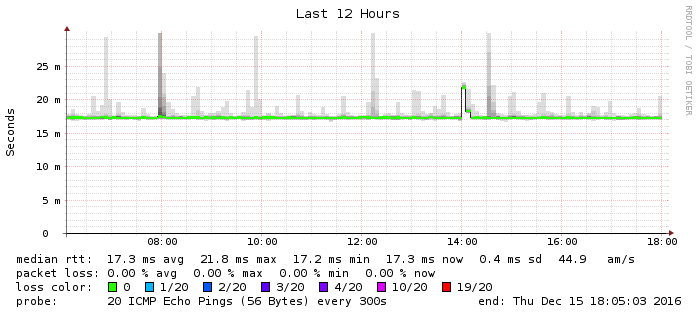 Last 12 Hours
RRDTOOL / TOBI OETIKER
Seconds
25 m
20 m
15 m
10 m
5 m
0
08:00 10:00 12:00 14:00 16:00 18:00
median rtt: 17.3 ms avg 21.8 ms max 17.2 ms min 17.3 ms now 0.4 ms sd 44.9 am/s
packet loss: 0.00 % avg 0.00 % max 0.00 % min 0.00 % now
loss color: 0 1/20 2/20 3/20 4/20 10/20 19/20
probe: 20 ICMP Echo Pings (56 Bytes) every 300s end: Thu Dec 15 18:05:03 2016